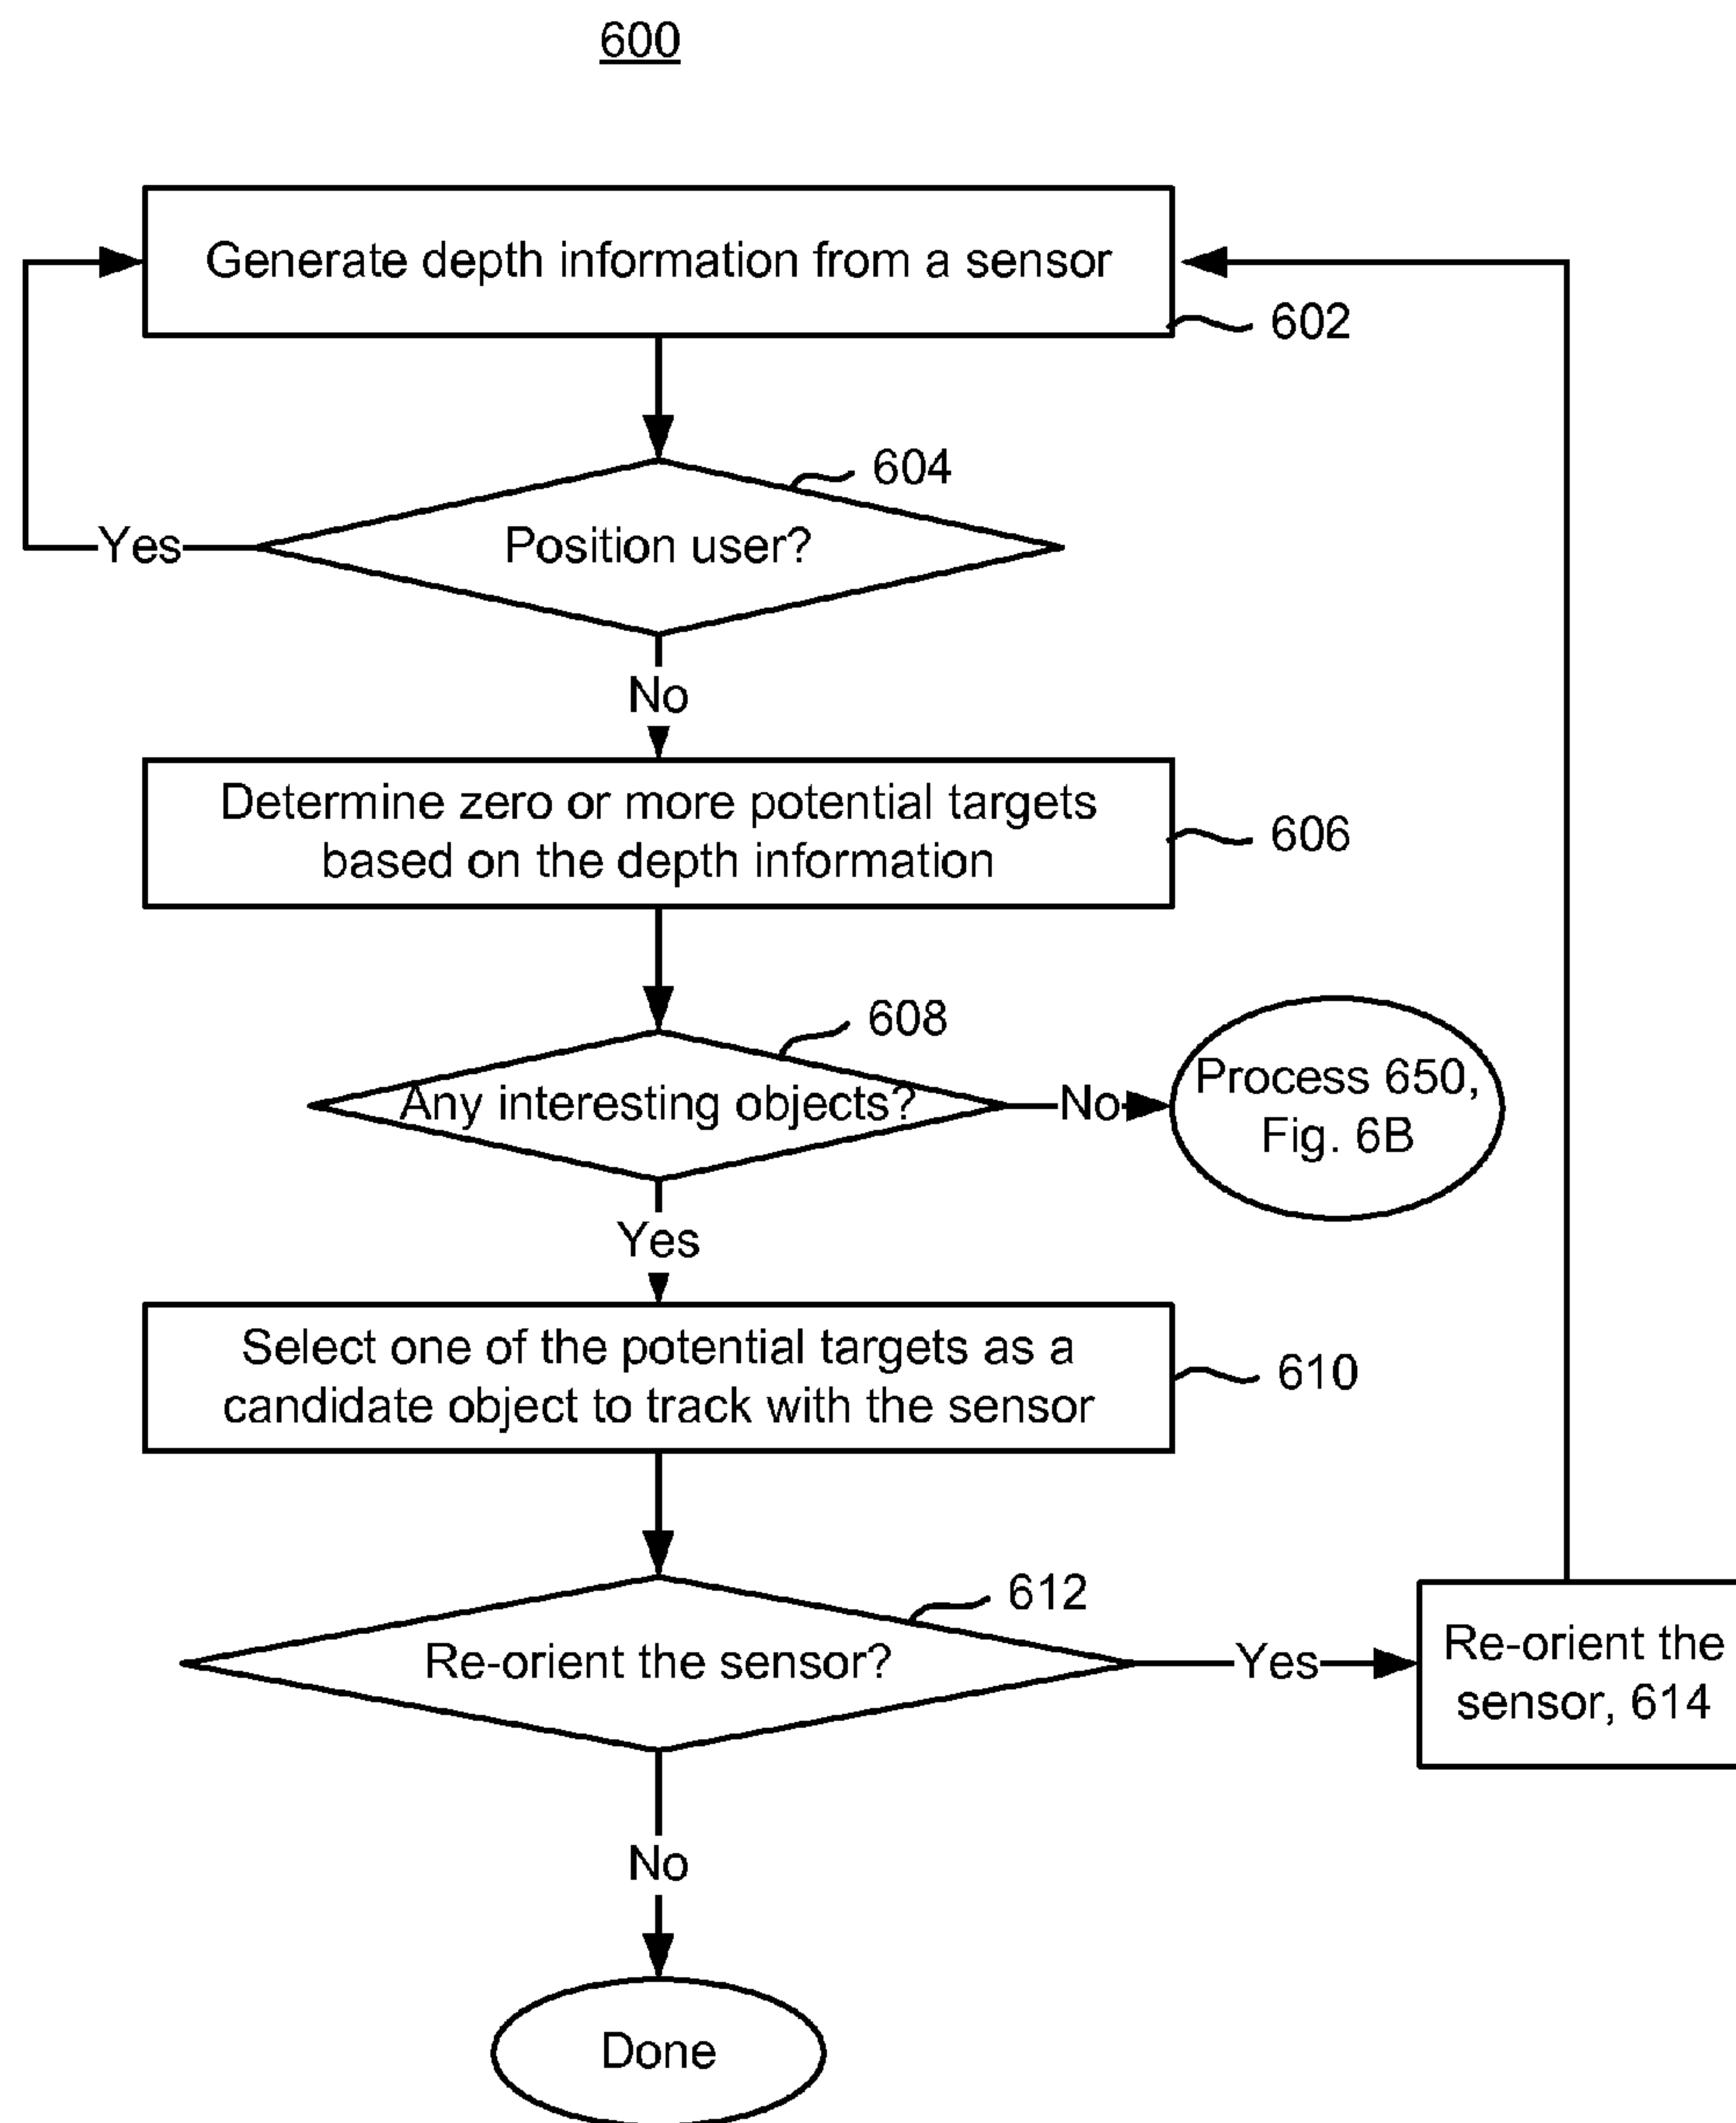 600
Generate depth information from a sensor
602
604
Position user?
Yes
No
Determine zero or more potential targets
based on the depth information
606
608
Any interesting objects?
No
Process 650,
Fig. 6B
Yes
Select one of the potential targets as a
candidate object to track with the sensor
610
612
Re-orient the sensor?
Yes
Re-orient the
sensor, 614
No
Done